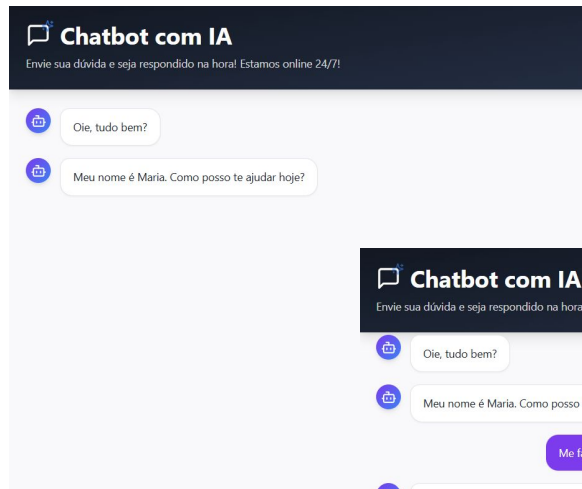 Chatbot com IA
Envie sua dúvida e seja respondido na hora! Estamos online 24/7!
Oie, tudo bem?
Meu nome é Maria. Como posso te ajudar hoje?
Chatbot com IA
Envie sua dúvida e seja respondido na hora
Oie, tudo bem?
Meu nome é Maria. Como posso
Me